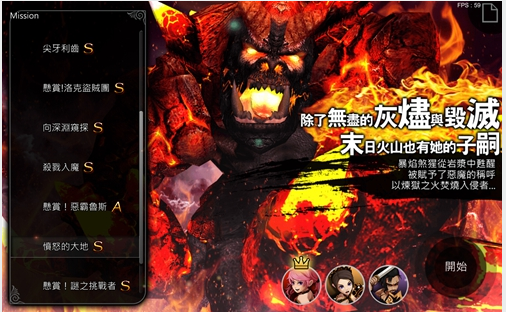 Mission
FPS : 59
尖牙利齒 S
懸賞!洛克盜賊團 S
向深淵窺探 S
殺戮入魔 S
懸賞！惡霸魯斯 A
憤怒的大地 S
懸賞！謎之挑戰者 S
除了無盡的灰燼與毀滅
末日火山也有她的子嗣
暴焰煞猩從岩漿中甦醒
被賦予了惡魔的稱呼
以煉獄之火焚燒入侵者...
開始